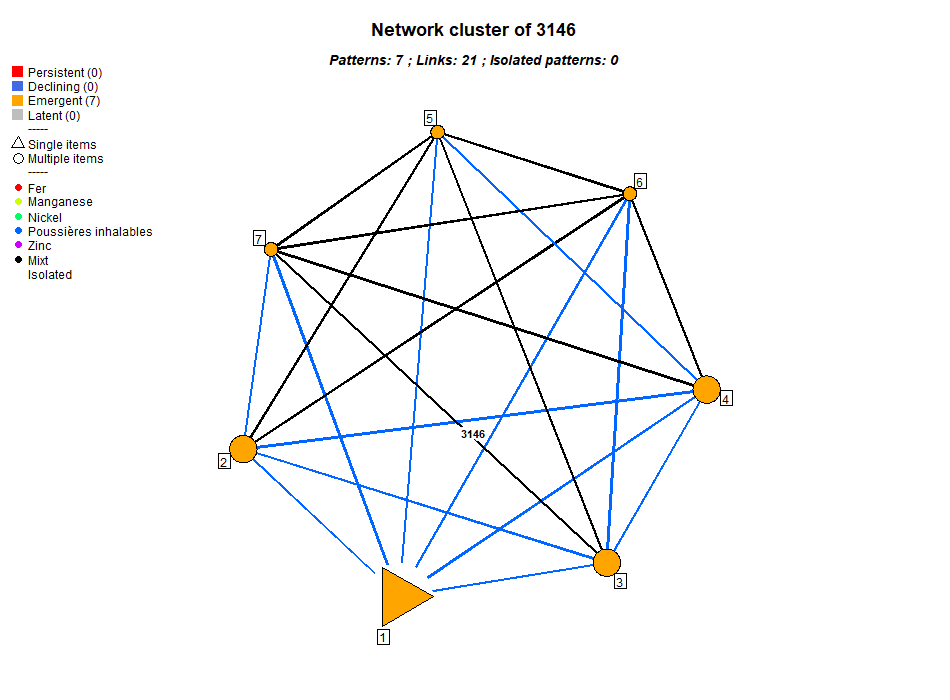 Network cluster of 3146
Patterns: 7 ; Links: 21 ; Isolated patterns: 0
Persistent (0)
Declining (0)
Emergent (7)
Latent (0)
-----
Single items
Multiple items
-----
Fer
Manganese
Nickel
Poussières inhalables
Zinc
Mixt
Isolated
5
6
7
4
3146
2
3
1